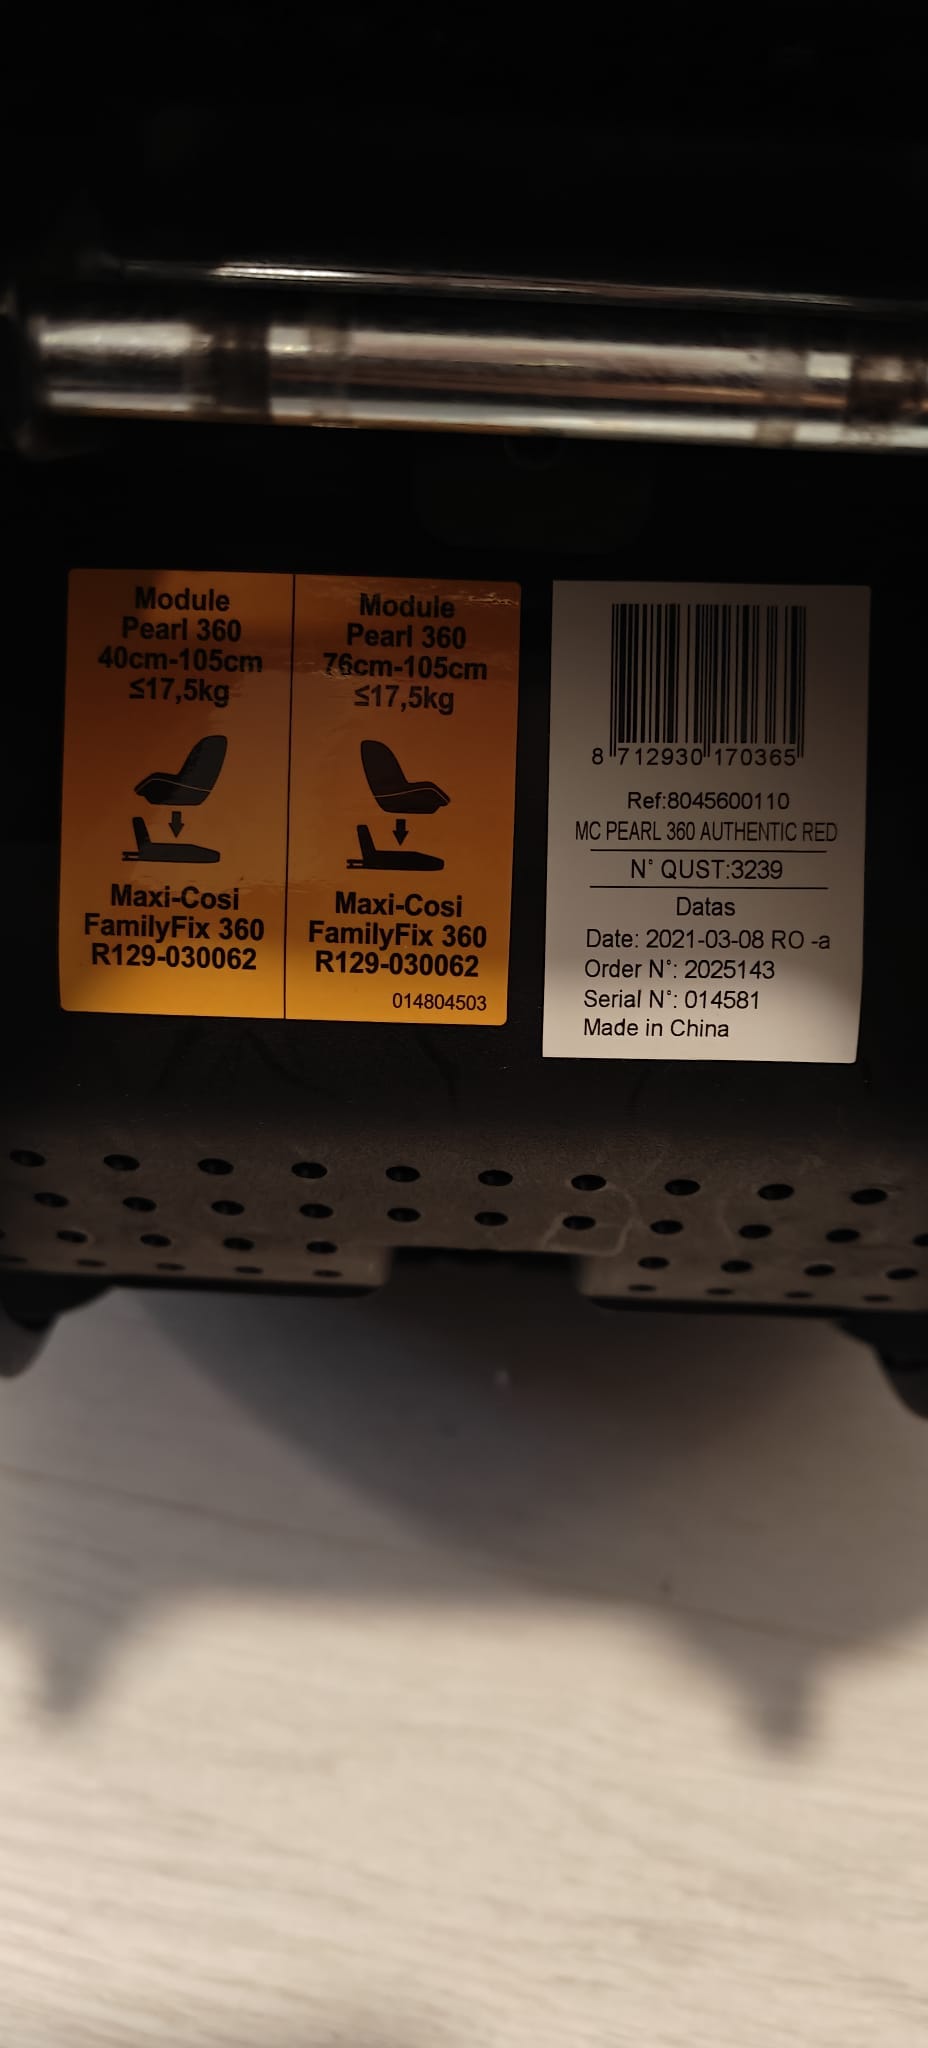 Module
Pearl 360
40cm-105cm
≤17,5kg
Maxi-Cosi
FamilyFix 360
R129-030062
Module
Pearl 360
76cm-105cm
≤17,5kg
Maxi-Cosi
FamilyFix 360
R129-030062
014804503
8 712930 170365
Ref:8045600110
MC PEARL 360 AUTHENTIC RED
N° QUST:3239
Datas
Date: 2021-03-08 RO -a
Order N°: 2025143
Serial N°: 014581
Made in China